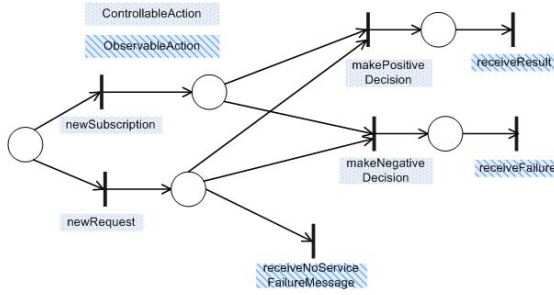 ControllableAction
ObservableAction
makePositive
Decision
receiveResult
newSubscription
makeNegative
Decision
receiveFailure
newRequest
receiveNoService
FailureMessage